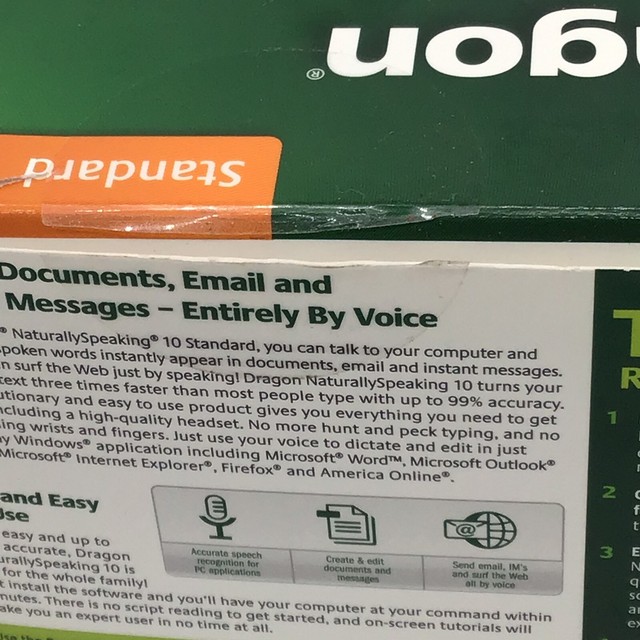 gon®
Standard
Documents, Email and
Messages – Entirely By Voice
® NaturallySpeaking® 10 Standard, you can talk to your computer and
spoken words instantly appear in documents, email and instant messages.
n surf the Web just by speaking! Dragon NaturallySpeaking 10 turns your
text three times faster than most people type with up to 99% accuracy.
utionary and easy to use product gives you everything you need to get
cluding a high-quality headset. No more hunt and peck typing, and no
ing wrists and fingers. Just use your voice to dictate and edit in just
y Windows® application including Microsoft® Word™, Microsoft Outlook®
Microsoft® Internet Explorer®, Firefox® and America Online®.
and Easy
Use
easy and up to
accurate, Dragon
urallySpeaking 10 is
for the whole family!
t install the software and you'll have your computer at your command within
nutes. There is no script reading to get started, and on-screen tutorials will
ake you an expert user in no time at all.
Accurate speech
recognition for
PC applications
Create & edit
documents and
messages
Send email, IM's
and surf the Web
all by voice
T
R
1
2
3